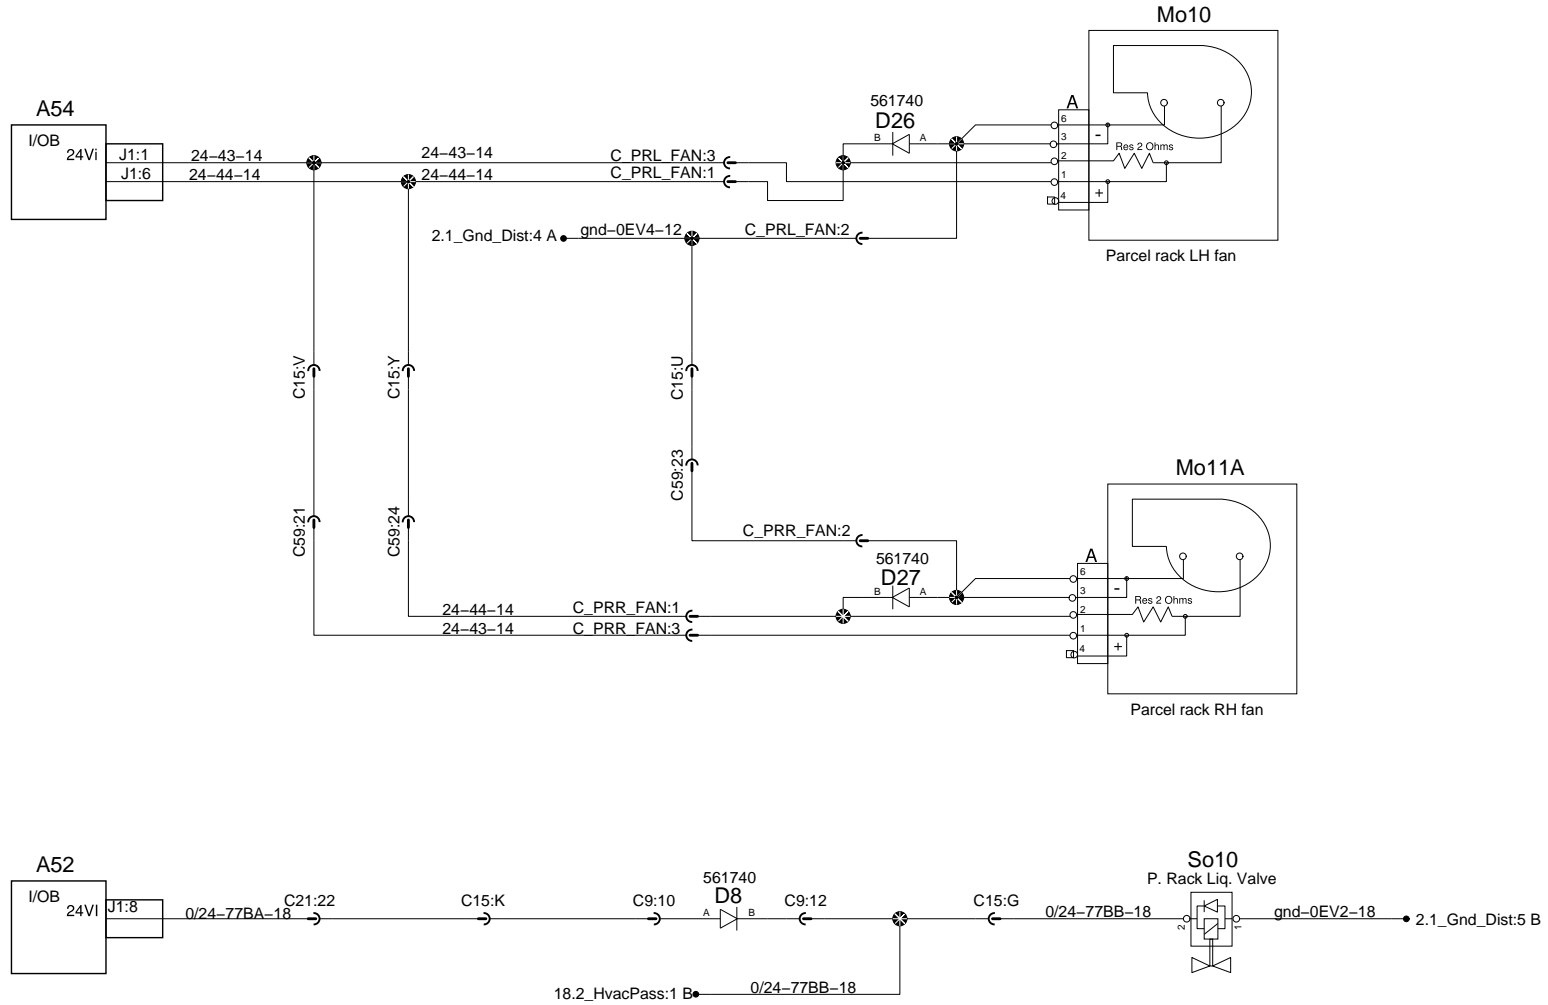 Mo10
A54
I/OB
24Vi
J1:1
J1:6
24-43-14
24-44-14
24-43-14
24-44-14
C_PRL_FAN:3
C_PRL_FAN:1
561740
D26
B
A
A
6
3
2
1
4
-
+
Res 2 Ohms
2.1_Gnd_Dist:4 A
gnd-0EV4-12
C_PRL_FAN:2
Parcel rack LH fan
C15:V
C15:Y
C15:U
C59:21
C59:24
C59:23
Mo11A
C_PRR_FAN:2
561740
D27
B
A
A
6
3
2
1
4
-
+
Res 2 Ohms
24-44-14
C_PRR_FAN:1
24-43-14
C_PRR_FAN:3
Parcel rack RH fan
A52
I/OB
24VI
J1:8
0/24-77BA-18
C21:22
C15:K
C9:10
561740
D8
A
B
C9:12
C15:G
0/24-77BB-18
So10
P. Rack Liq. Valve
2
1
gnd-0EV2-18
2.1_Gnd_Dist:5 B
18.2_HvacPass:1 B
0/24-77BB-18